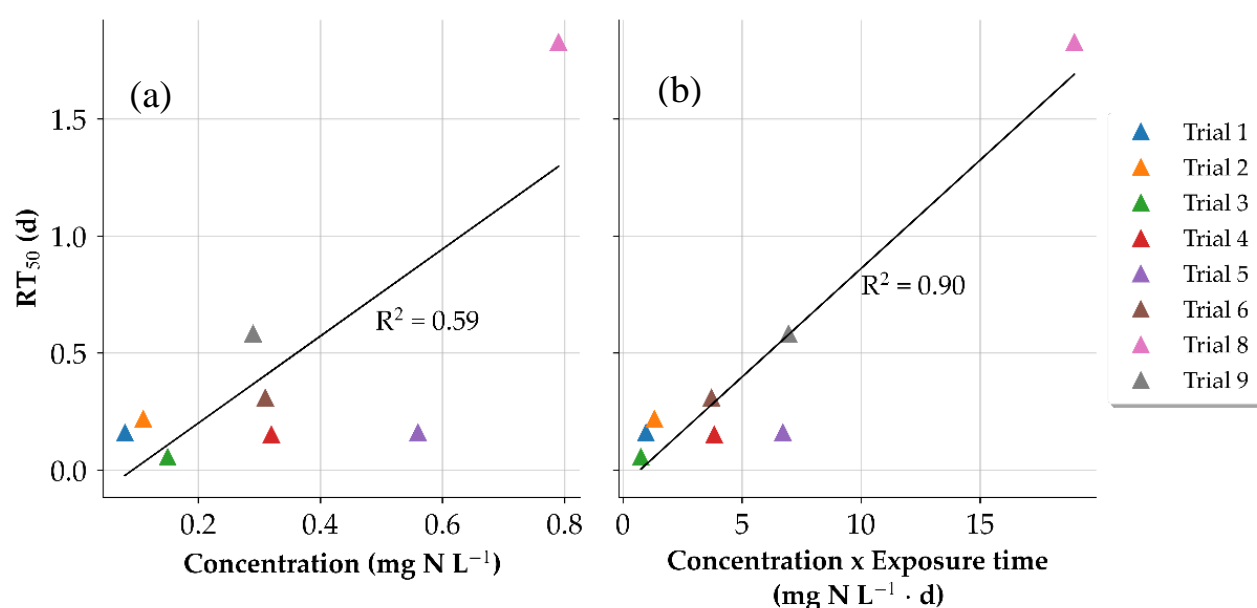 (a)
(b)
RT₅₀ (d)
1.5
1.0
0.5
0.0
R² = 0.59
0.2
0.4
0.6
0.8
Concentration (mg N L⁻¹)
R² = 0.90
0
5
10
15
Concentration x Exposure time
(mg N L⁻¹ · d)
Trial 1
Trial 2
Trial 3
Trial 4
Trial 5
Trial 6
Trial 8
Trial 9